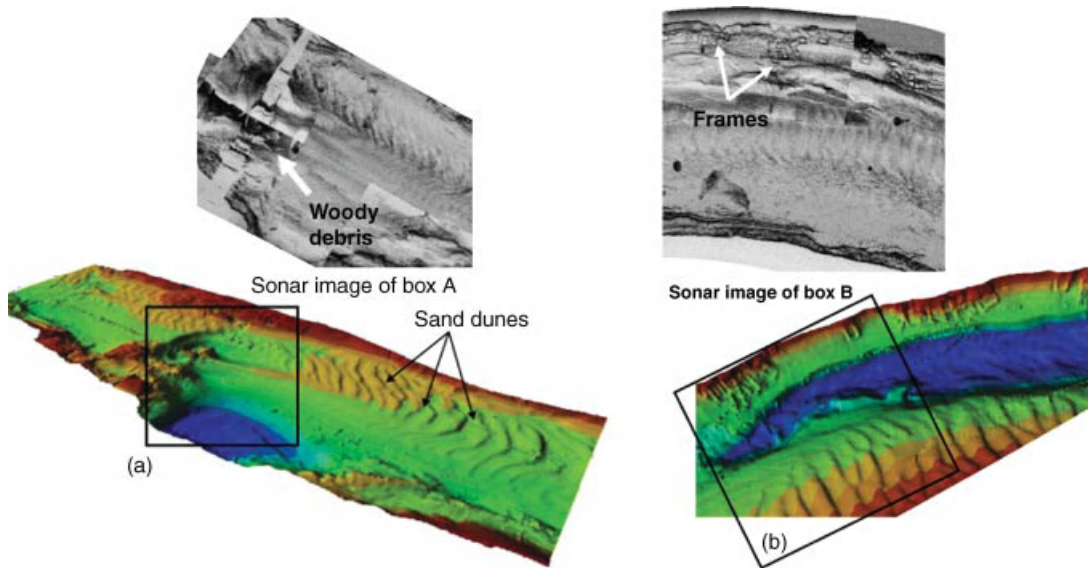 Frames
Woody
debris
Sonar image of box A
Sonar image of box B
Sand dunes
(a)
(b)